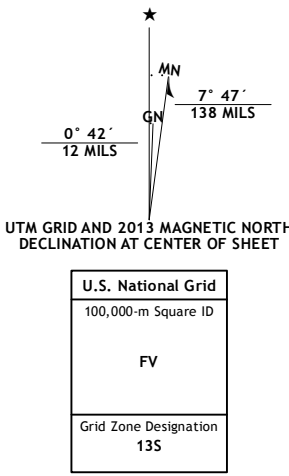 MN
GN
7° 47´
138 MILS
0° 42´
12 MILS
UTM GRID AND 2013 MAGNETIC NORTH
DECLINATION AT CENTER OF SHEET
U.S. National Grid
100,000-m Square ID
FV
Grid Zone Designation
13S